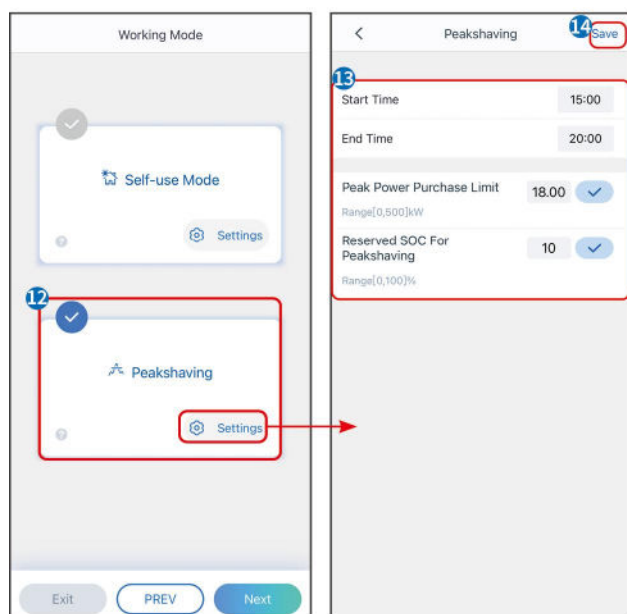 Working Mode
Self-use Mode
Settings
12
Peakshaving
Settings
Exit PREV Next
Peakshaving 14 Save
13
Start Time 15:00
End Time 20:00
Peak Power Purchase Limit 18.00
Range[0,500]kW
Reserved SOC For
Peakshaving 10
Range[0,100]%